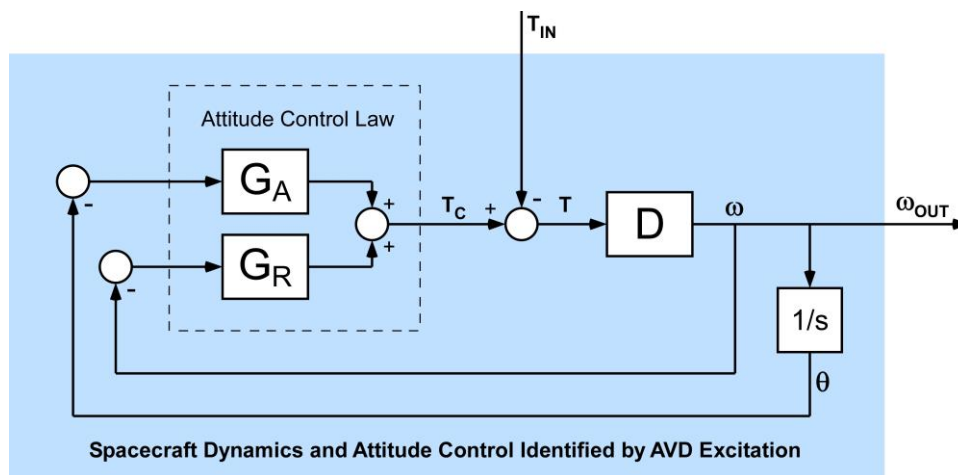 T_IN
Attitude Control Law
G_A
+
-
T_C
+
-
T
D
ω
ω_OUT
G_R
+
-
1/s
θ
Spacecraft Dynamics and Attitude Control Identified by AVD Excitation